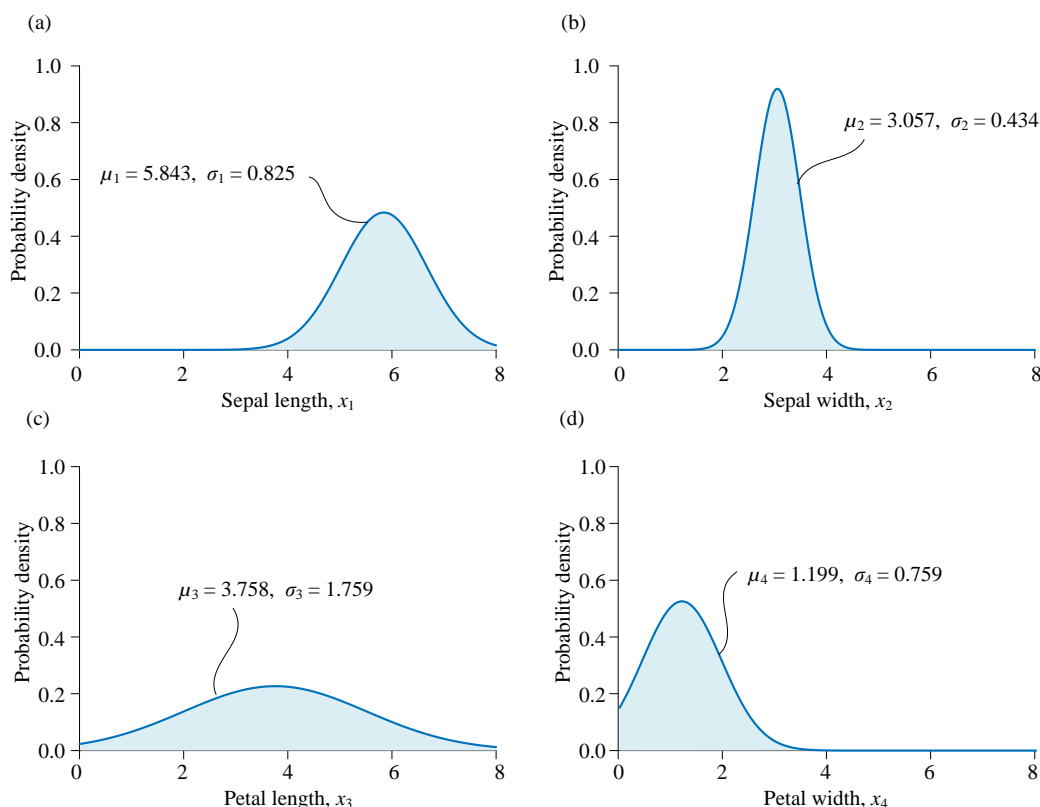 (a)
Probability density
1.0
0.8
0.6
0.4
0.2
0.0
μ1 = 5.843, σ1 = 0.825
0 2 4 6 8
Sepal length, x1
(b)
Probability density
1.0
0.8
0.6
0.4
0.2
0.0
μ2 = 3.057, σ2 = 0.434
0 2 4 6 8
Sepal width, x2
(c)
Probability density
1.0
0.8
0.6
0.4
0.2
0.0
μ3 = 3.758, σ3 = 1.759
0 2 4 6 8
Petal length, x3
(d)
Probability density
1.0
0.8
0.6
0.4
0.2
0.0
μ4 = 1.199, σ4 = 0.759
0 2 4 6 8
Petal width, x4